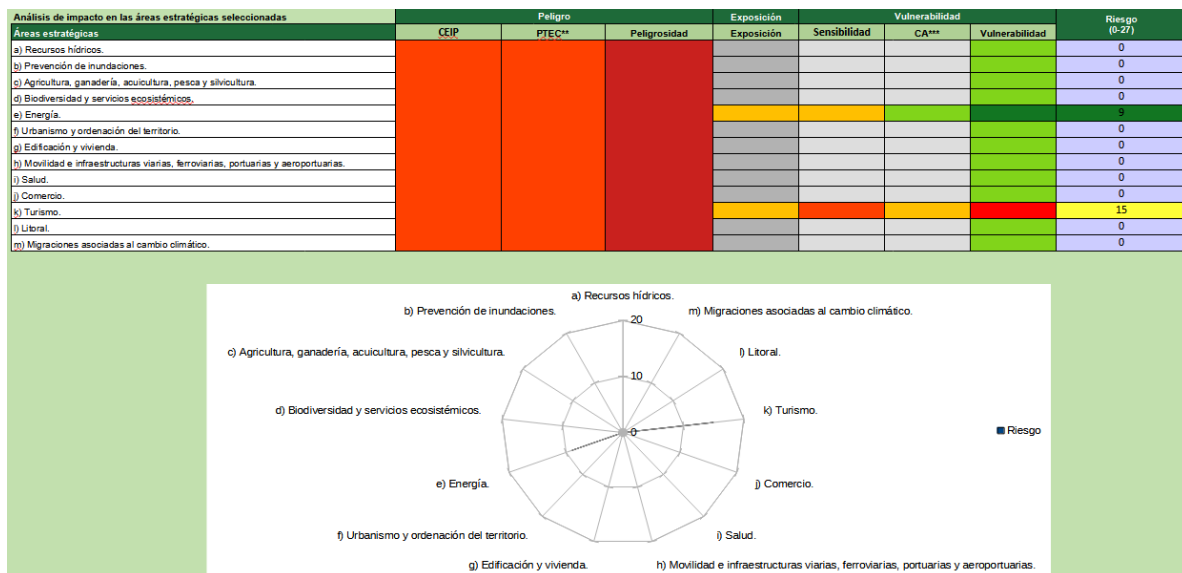 Análisis de impacto en las áreas estratégicas seleccionadas Peligro Exposición Vulnerabilidad Riesgo (0-27)
Áreas estratégicas CEIP PTEC** Peligrosidad Exposición Sensibilidad CA*** Vulnerabilidad
a) Recursos hídricos. 0
b) Prevención de inundaciones. 0
c) Agricultura, ganadería, acuicultura, pesca y silvicultura. 0
d) Biodiversidad y servicios ecosistémicos. 0
e) Energía. 9
f) Urbanismo y ordenación del territorio. 0
g) Edificación y vivienda. 0
h) Movilidad e infraestructuras viarias, ferroviarias, portuarias y aeroportuarias. 0
i) Salud. 0
j) Comercio. 0
k) Turismo. 15
l) Litoral. 0
m) Migraciones asociadas al cambio climático. 0
a) Recursos hídricos.
b) Prevención de inundaciones.
m) Migraciones asociadas al cambio climático.
20
c) Agricultura, ganadería, acuicultura, pesca y silvicultura.
l) Litoral.
10
d) Biodiversidad y servicios ecosistémicos.
k) Turismo.
0
Riesgo
e) Energía.
j) Comercio.
f) Urbanismo y ordenación del territorio.
i) Salud.
g) Edificación y vivienda.
h) Movilidad e infraestructuras viarias, ferroviarias, portuarias y aeroportuarias.